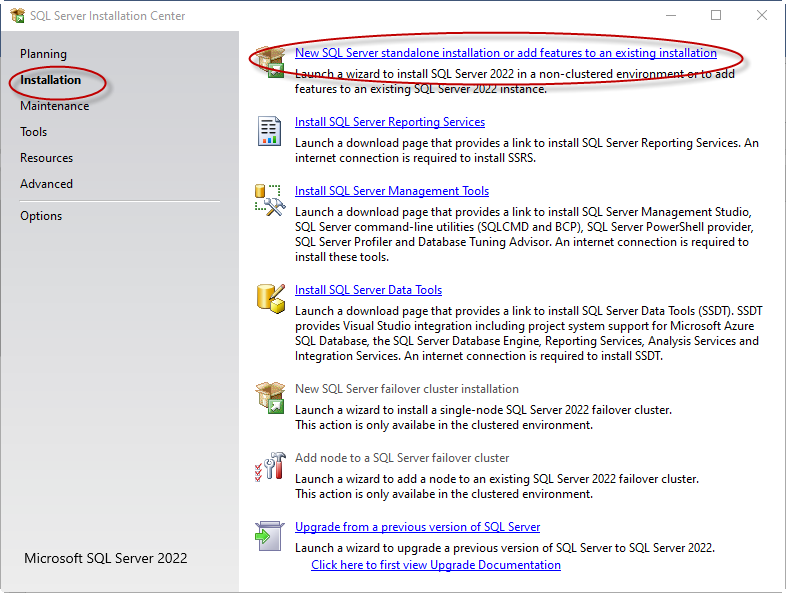 SQL Server Installation Center
Planning
Installation
Maintenance
Tools
Resources
Advanced
Options
Microsoft SQL Server 2022
New SQL Server standalone installation or add features to an existing installation
Launch a wizard to install SQL Server 2022 in a non-clustered environment or to add
features to an existing SQL Server 2022 instance.
Install SQL Server Reporting Services
Launch a download page that provides a link to install SQL Server Reporting Services. An
internet connection is required to install SSRS.
Install SQL Server Management Tools
Launch a download page that provides a link to install SQL Server Management Studio,
SQL Server command-line utilities (SQLCMD and BCP), SQL Server PowerShell provider,
SQL Server Profiler and Database Tuning Advisor. An internet connection is required to
install these tools.
Install SQL Server Data Tools
Launch a download page that provides a link to install SQL Server Data Tools (SSDT). SSDT
provides Visual Studio integration including project system support for Microsoft Azure
SQL Database, the SQL Server Database Engine, Reporting Services, Analysis Services and
Integration Services. An internet connection is required to install SSDT.
New SQL Server failover cluster installation
Launch a wizard to install a single-node SQL Server 2022 failover cluster.
This action is only availabe in the clustered environment.
Add node to a SQL Server failover cluster
Launch a wizard to add a node to an existing SQL Server 2022 failover cluster.
This action is only availabe in the clustered environment.
Upgrade from a previous version of SQL Server
Launch a wizard to upgrade a previous version of SQL Server to SQL Server 2022.
Click here to first view Upgrade Documentation